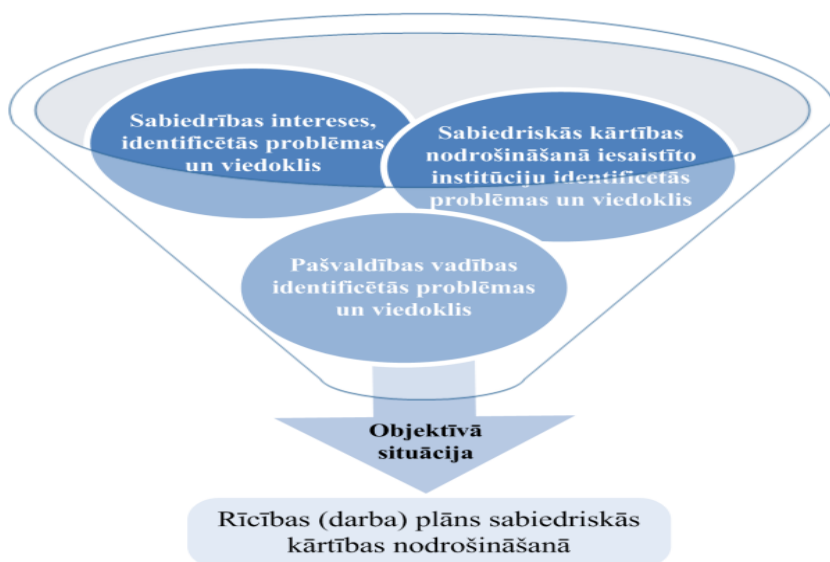 Sabiedrības intereses,
identificētās problēmas
un viedoklis
Sabiedriskās kārtības
nodrošināšanā iesaistīto
institūciju identificētās
problēmas un viedoklis
Pašvaldības vadības
identificētās problēmas
un viedoklis
Objektīvā
situācija
Rīcības (darba) plāns sabiedriskās
kārtības nodrošināšanā